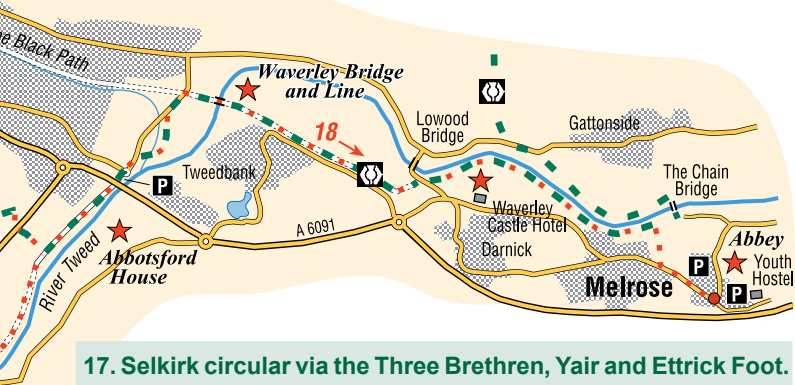 e Black Path
Waverley Bridge
and Line
18
Lowood
Bridge
Gattonside
Tweedbank
P
The Chain
Bridge
Waverley
Castle Hotel
A 6091
Darnick
River Tweed
Abbotsford
House
Abbey
P
Youth
Hostel
Melrose
P
17. Selkirk circular via the Three Brethren, Yair and Ettrick Foot.